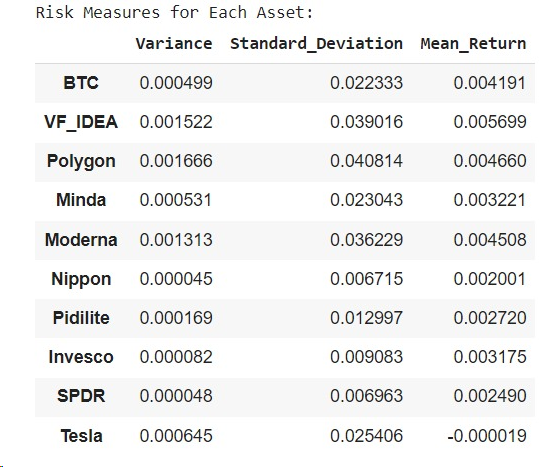 Risk Measures for Each Asset:
Variance Standard_Deviation Mean_Return
BTC 0.000499 0.022333 0.004191
VF_IDEA 0.001522 0.039016 0.005699
Polygon 0.001666 0.040814 0.004660
Minda 0.000531 0.023043 0.003221
Moderna 0.001313 0.036229 0.004508
Nippon 0.000045 0.006715 0.002001
Pidilite 0.000169 0.012997 0.002720
Invesco 0.000082 0.009083 0.003175
SPDR 0.000048 0.006963 0.002490
Tesla 0.000645 0.025406 -0.000019